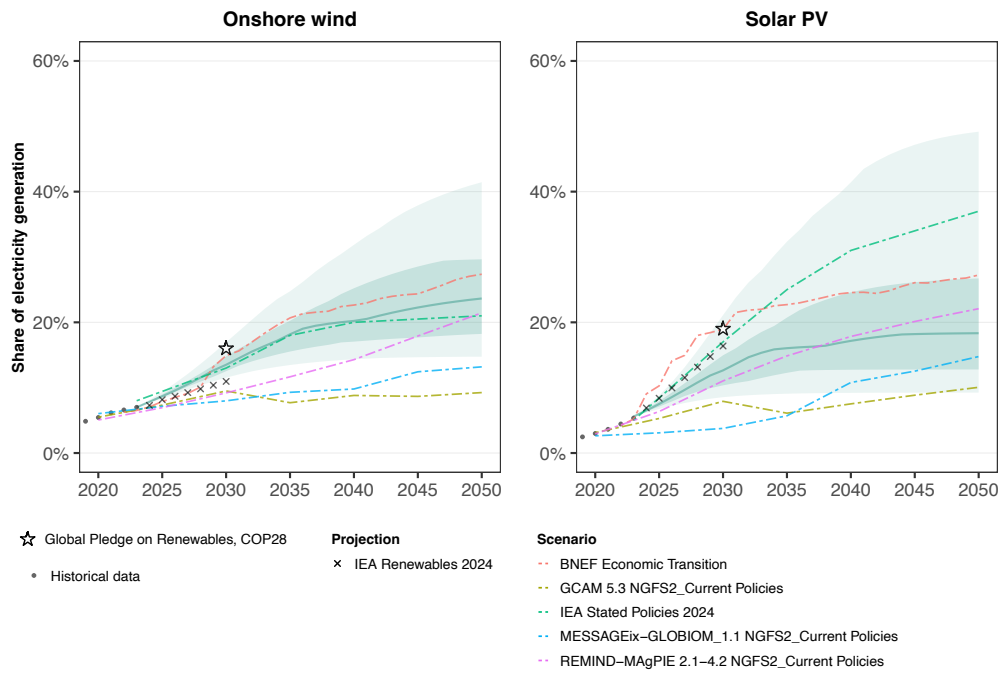 Onshore wind
Solar PV
Share of electricity generation
60%
40%
20%
0%
2020 2025 2030 2035 2040 2045 2050
60%
40%
20%
0%
2020 2025 2030 2035 2040 2045 2050
Global Pledge on Renewables, COP28
Historical data
Projection
IEA Renewables 2024
Scenario
BNEF Economic Transition
GCAM 5.3 NGFS2_Current Policies
IEA Stated Policies 2024
MESSAGEix−GLOBIOM_1.1 NGFS2_Current Policies
REMIND−MAgPIE 2.1−4.2 NGFS2_Current Policies